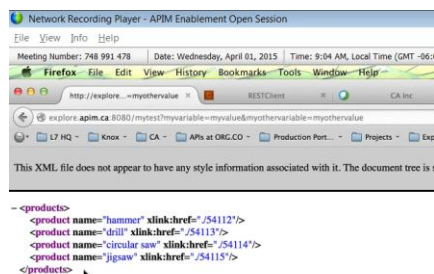 Network Recording Player - APIM Enablement Open Session
File View Info Help
Meeting Number: 748 991 478 Date: Wednesday, April 01, 2015 Time: 9:04 AM, Local Time (GMT -06:
Firefox File Edit View History Bookmarks Tools Window Help
http://explore...=myothervalue × RESTClient × CA Inc
explore.apim.ca:8080/mytest?myvariable=myvalue&myothervalue=myothervalue
L7 HQ Knox CA APIs at ORG.CO Production Port... Projects Exp
This XML file does not appear to have any style information associated with it. The document tree is s
– <products>
<product name="hammer" xlink:href="./54112"/>
<product name="drill" xlink:href="./54113"/>
<product name="circular saw" xlink:href="./54114"/>
<product name="jigsaw" xlink:href="./54115"/>
</products>